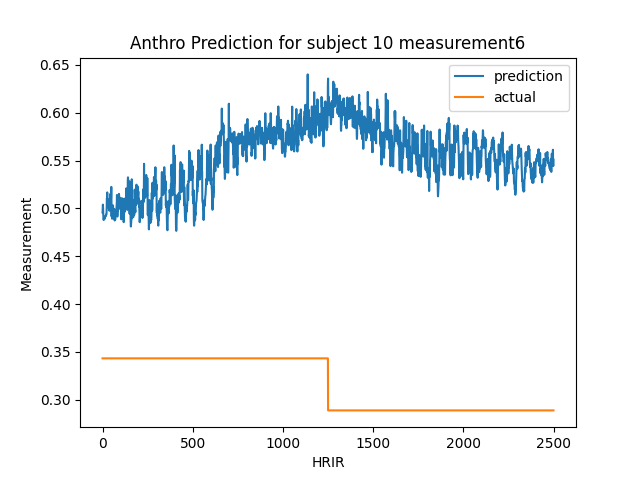 Anthro Prediction for subject 10 measurement6
prediction
actual
0.65
0.60
0.55
0.50
0.45
0.40
0.35
0.30
Measurement
0 500 1000 1500 2000 2500
HRIR